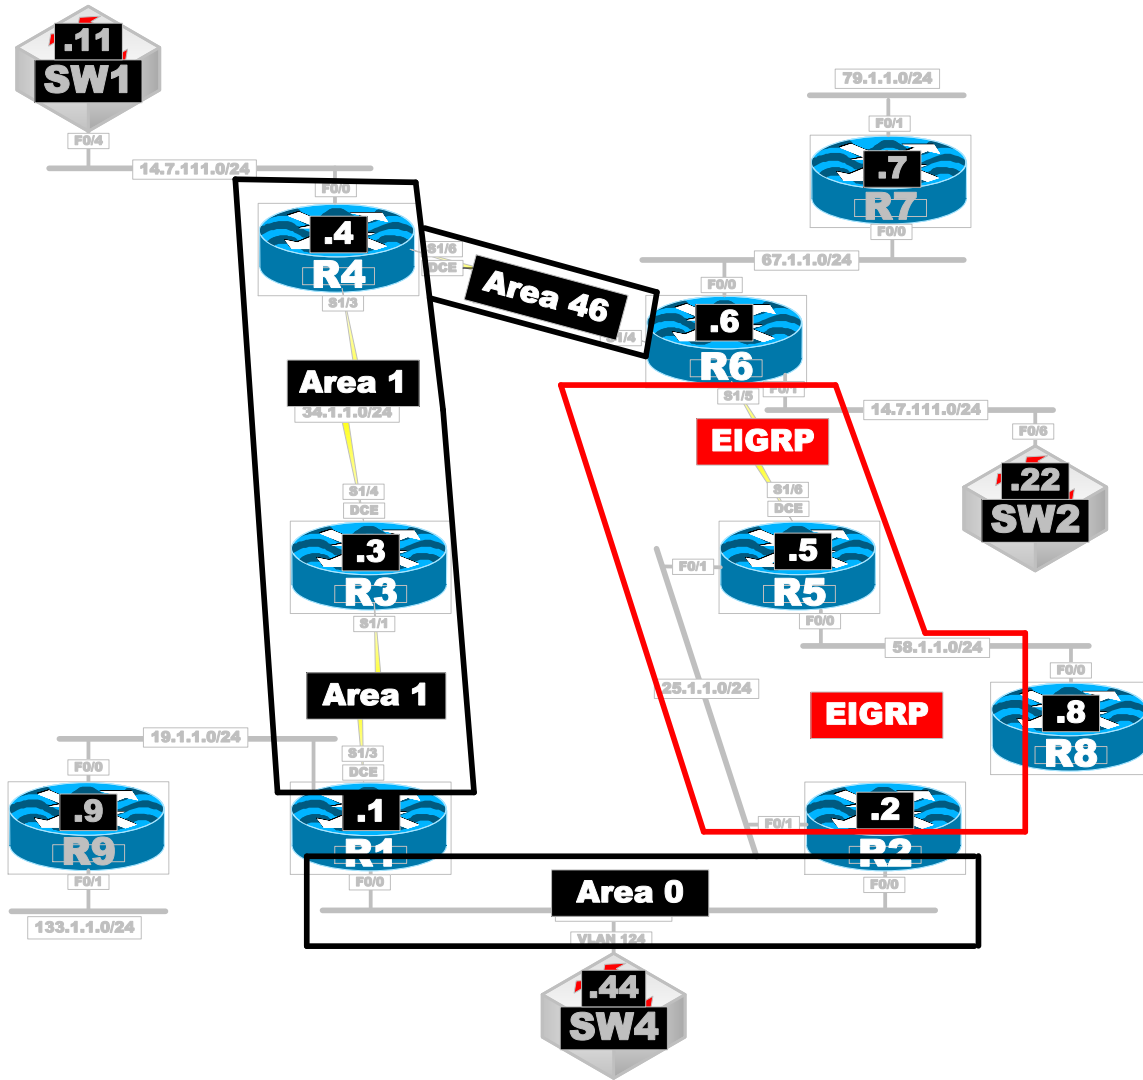 .11
SW1
F0/4
14.7.111.0/24
79.1.1.0/24
F0/1
.7
R7
F0/0
67.1.1.0/24
F0/0
.4
R4
S1/3
S1/6
DCE
Area 46
S1/4
F0/0
.6
R6
S1/5
F0/1
14.7.111.0/24
F0/6
.22
SW2
Area 1
34.1.1.0/24
EIGRP
S1/6
DCE
S1/4
DCE
.3
R3
S1/1
F0/1
.5
R5
F0/0
58.1.1.0/24
F0/0
.8
R8
25.1.1.0/24
EIGRP
Area 1
19.1.1.0/24
S1/3
DCE
F0/0
.9
R9
F0/1
133.1.1.0/24
.1
R1
F0/0
F0/1
.2
R2
F0/0
Area 0
VLAN 124
.44
SW4